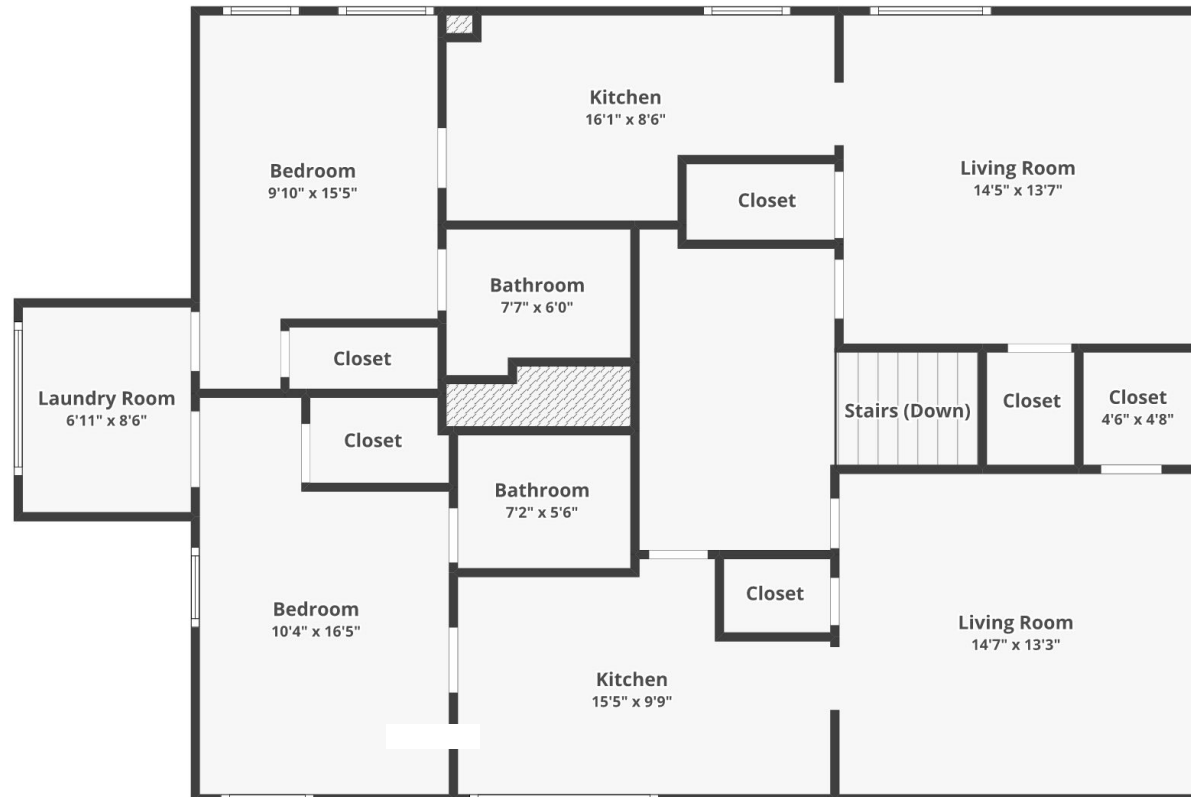 Kitchen
16'1" x 8'6"
Bedroom
9'10" x 15'5"
Living Room
14'5" x 13'7"
Closet
Bathroom
7'7" x 6'0"
Closet
Laundry Room
6'11" x 8'6"
Stairs (Down)
Closet
Closet
4'6" x 4'8"
Closet
Bathroom
7'2" x 5'6"
Bedroom
10'4" x 16'5"
Closet
Living Room
14'7" x 13'3"
Kitchen
15'5" x 9'9"